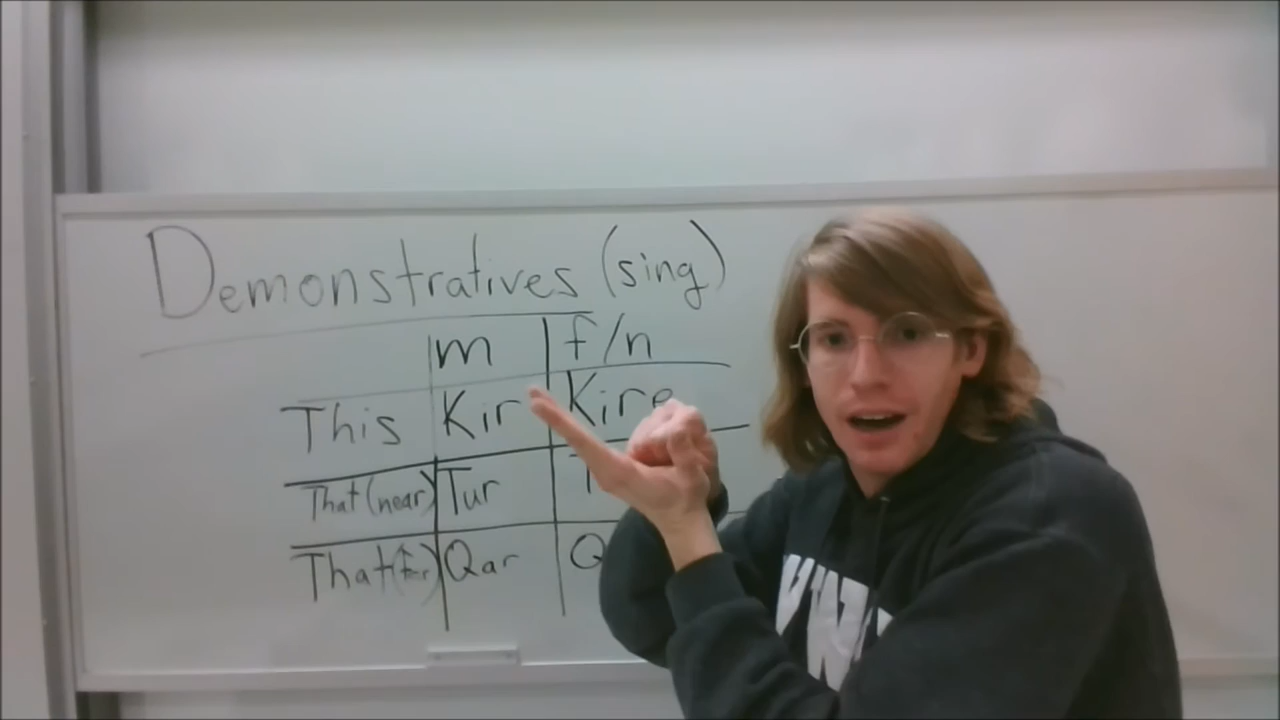 Demonstratives (sing)
m f/n
This Kir Kire
That (near) Tur T
That (far) Qar Q